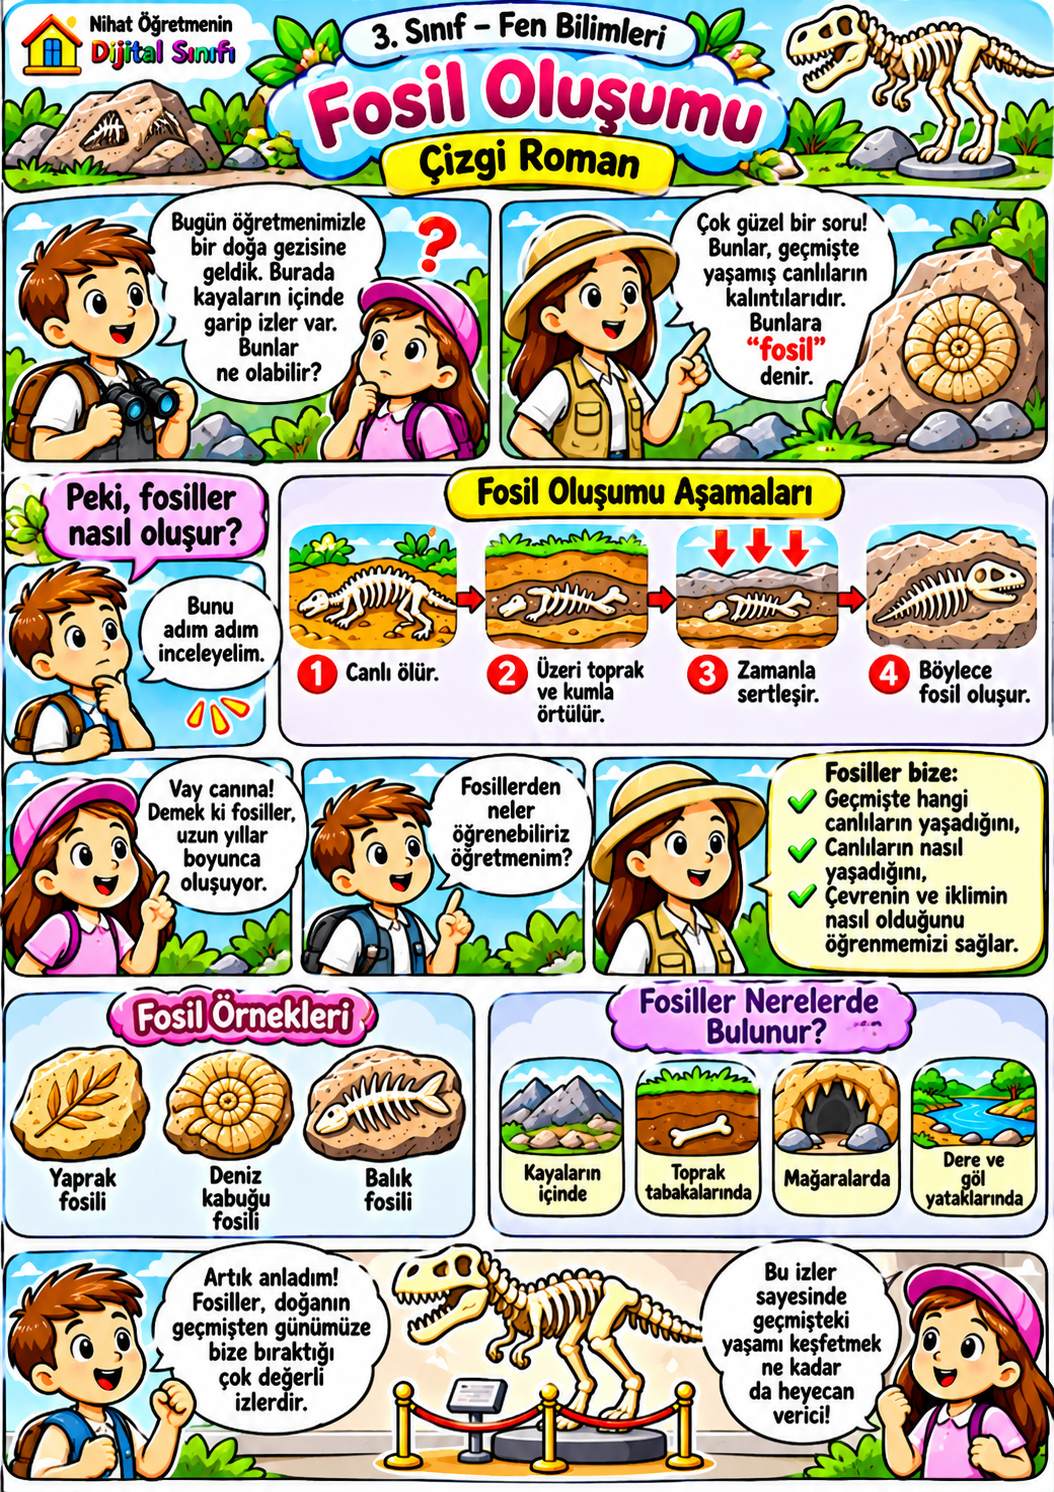 Nihat Öğretmenin
Dijital Sınıfı
3. Sınıf – Fen Bilimleri
Fosil Oluşumu
Çizgi Roman
Bugün öğretmenimizle
bir doğa gezisine
geldik. Burada
kayaların içinde
garip izler var.
Bunlar
ne olabilir?
?
Çok güzel bir soru!
Bunlar, geçmişte
yaşamış canlıların
kalıntılarıdır.
Bunlara
“fosil”
denir.
Peki, fosiller
nasıl oluşur?
Bunu
adım adım
inceleyelim.
Fosil Oluşumu Aşamaları
1 Canlı ölür.
2 Üzeri toprak
ve kumla
örtülür.
3 Zamanla
sertleşir.
4 Böylece
fosil oluşur.
Vay canına!
Demek ki fosiller,
uzun yıllar
boyunca
oluşuyor.
Fosillerden
neler
öğrenebiliriz
öğretmenim?
Fosiller bize:
Geçmişte hangi
canlıların yaşadığını,
Canlıların nasıl
yaşadığını,
Çevrenin ve iklimin
nasıl olduğunu
öğrenmemizi sağlar.
Fosil Örnekleri
Yaprak
fosili
Deniz
kabuğu
fosili
Balık
fosili
Fosiller Nerelerde
Bulunur?
Kayaların
içinde
Toprak
tabakalarında
Mağaralarda
Dere ve
göl
yataklarında
Artık anladım!
Fosiller, doğanın
geçmişten günümüze
bize bıraktığı
çok değerli
izlerdir.
Bu izler
sayesinde
geçmişteki
yaşamı keşfetmek
ne kadar
da heyecan
verici!